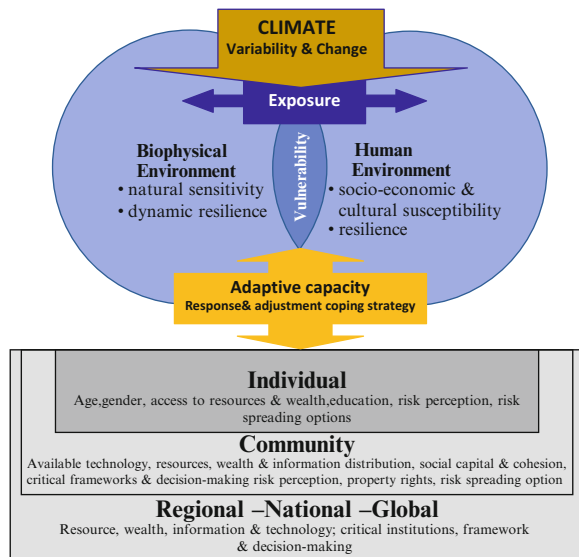 CLIMATE
Variability & Change
Exposure
Biophysical
Environment
• natural sensitivity
• dynamic resilience
Vulnerability
Human
Environment
• socio-economic &
cultural susceptibility
• resilience
Adaptive capacity
Response& adjustment coping strategy
Individual
Age,gender, access to resources & wealth,education, risk perception, risk
spreading options
Community
Available technology, resources, wealth & information distribution, social capital & cohesion,
critical frameworks & decision-making risk perception, property rights, risk spreading option
Regional –National –Global
Resource, wealth, information & technology; critical institutions, framework
& decision-making